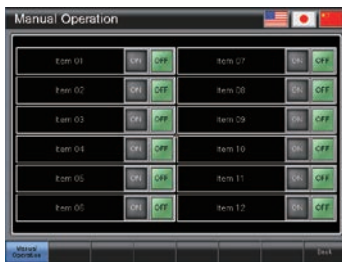 Manual Operation
Item 01 ON OFF Item 07 ON OFF
Item 02 ON OFF Item 08 ON OFF
Item 03 ON OFF Item 09 ON OFF
Item 04 ON OFF Item 10 ON OFF
Item 05 ON OFF Item 11 ON OFF
Item 06 ON OFF Item 12 ON OFF
Manual
Operation Back